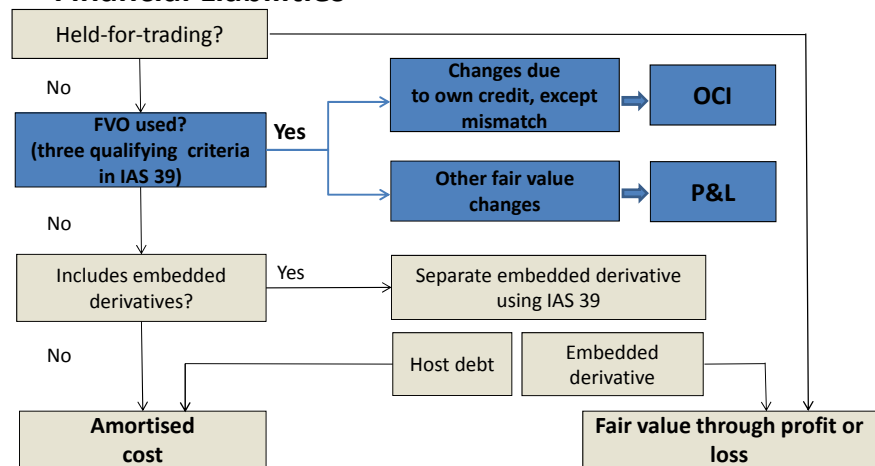 Financial Liabilities
Held-for-trading?
No
Changes due
to own credit, except
mismatch
OCI
FVO used?
(three qualifying criteria
in IAS 39)
Yes
Other fair value
changes
P&L
No
Includes embedded
derivatives?
Yes
Separate embedded derivative
using IAS 39
No
Host debt
Embedded
derivative
Amortised
cost
Fair value through profit or
loss